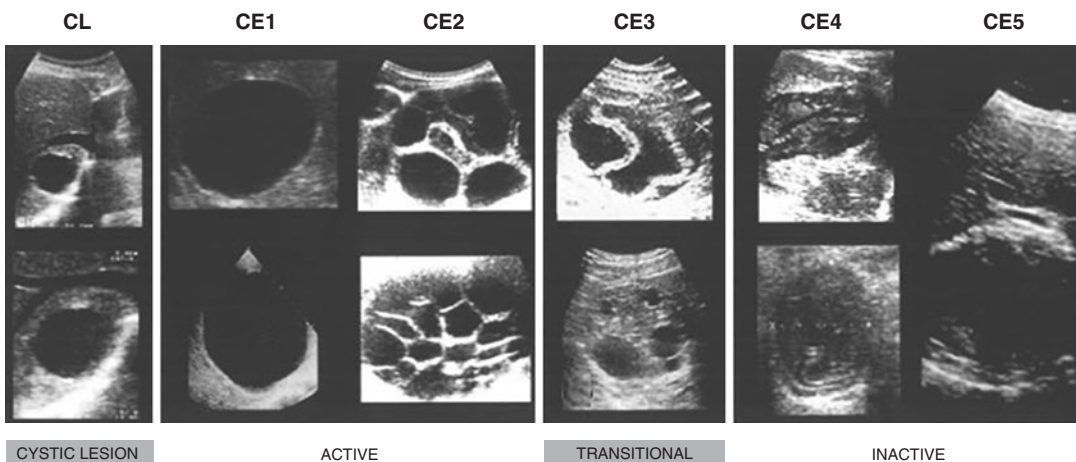 CL CE1 CE2 CE3 CE4 CE5
CYSTIC LESION ACTIVE TRANSITIONAL INACTIVE